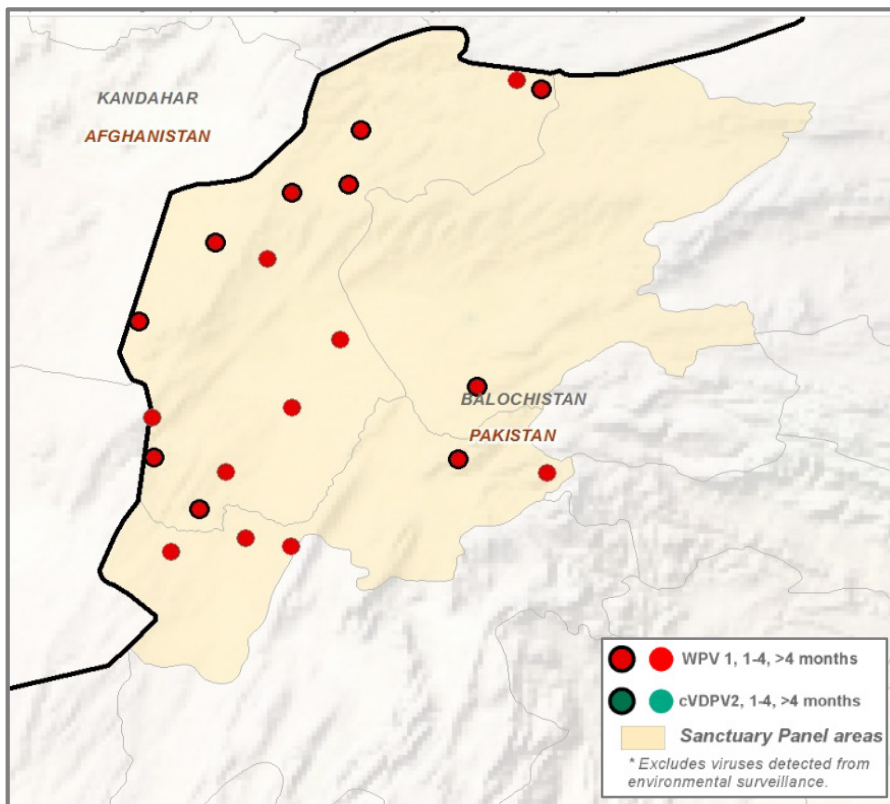 KANDAHAR
AFGHANISTAN
BALOCHISTAN
PAKISTAN
WPV 1, 1-4, >4 months
cVDPV2, 1-4, >4 months
Sanctuary Panel areas
* Excludes viruses detected from
environmental surveillance.